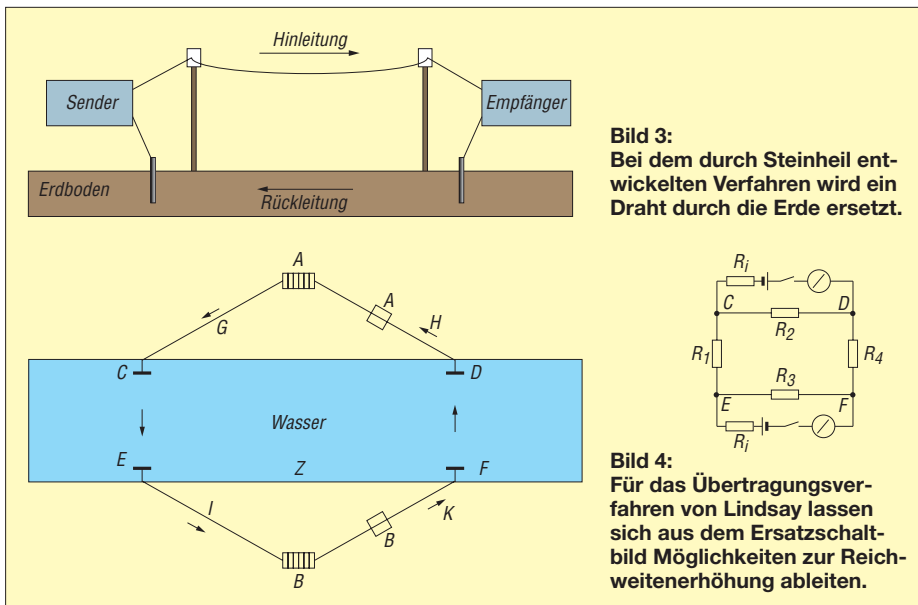 Hinleitung
Sender
Empfänger
Erdboden
Rückleitung
Bild 3:
Bei dem durch Steinheil ent-
wickelten Verfahren wird ein
Draht durch die Erde ersetzt.
A
A
G
H
C
D
Wasser
E
Z
F
I
K
B
B
Ri
C
D
R2
R1
R4
R3
E
F
Ri
Bild 4:
Für das Übertragungsver-
fahren von Lindsay lassen
sich aus dem Ersatzschalt-
bild Möglichkeiten zur Reich-
weitenerhöhung ableiten.